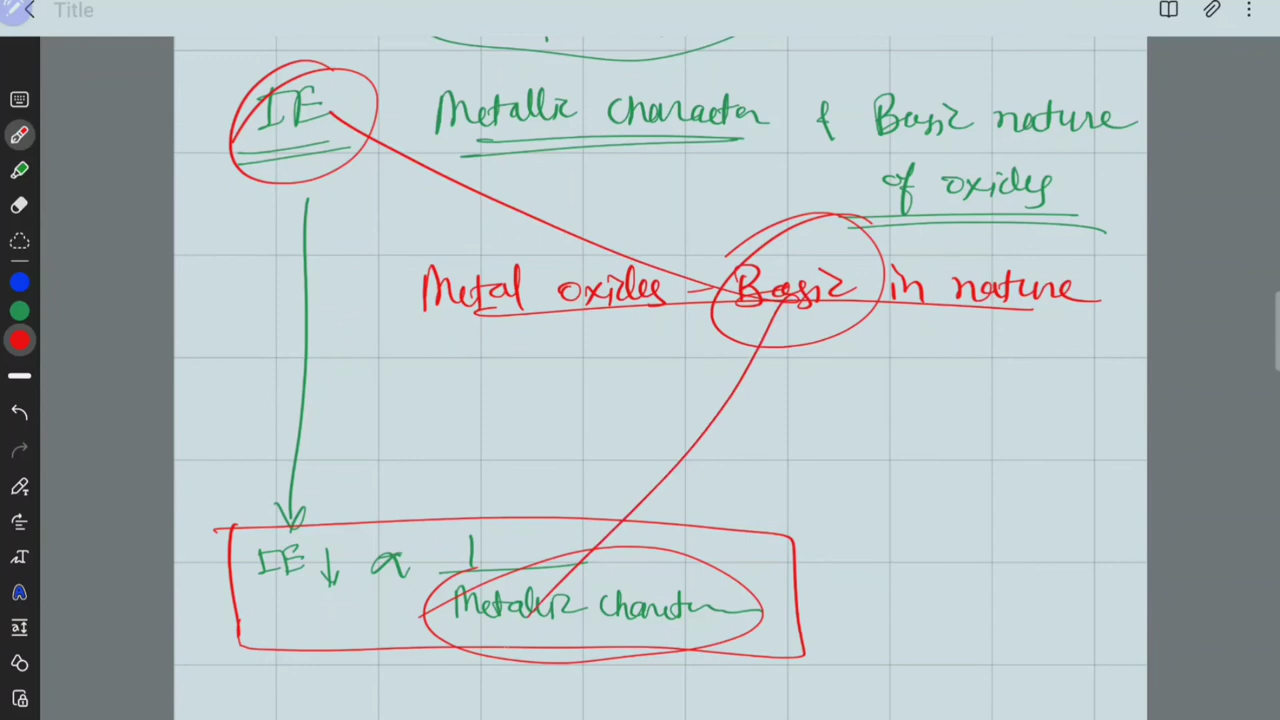 Title
IE Metallic character & Basic nature
of oxides
Metal oxides - Basic in nature
IE ↓ ∝ 1
Metallic character